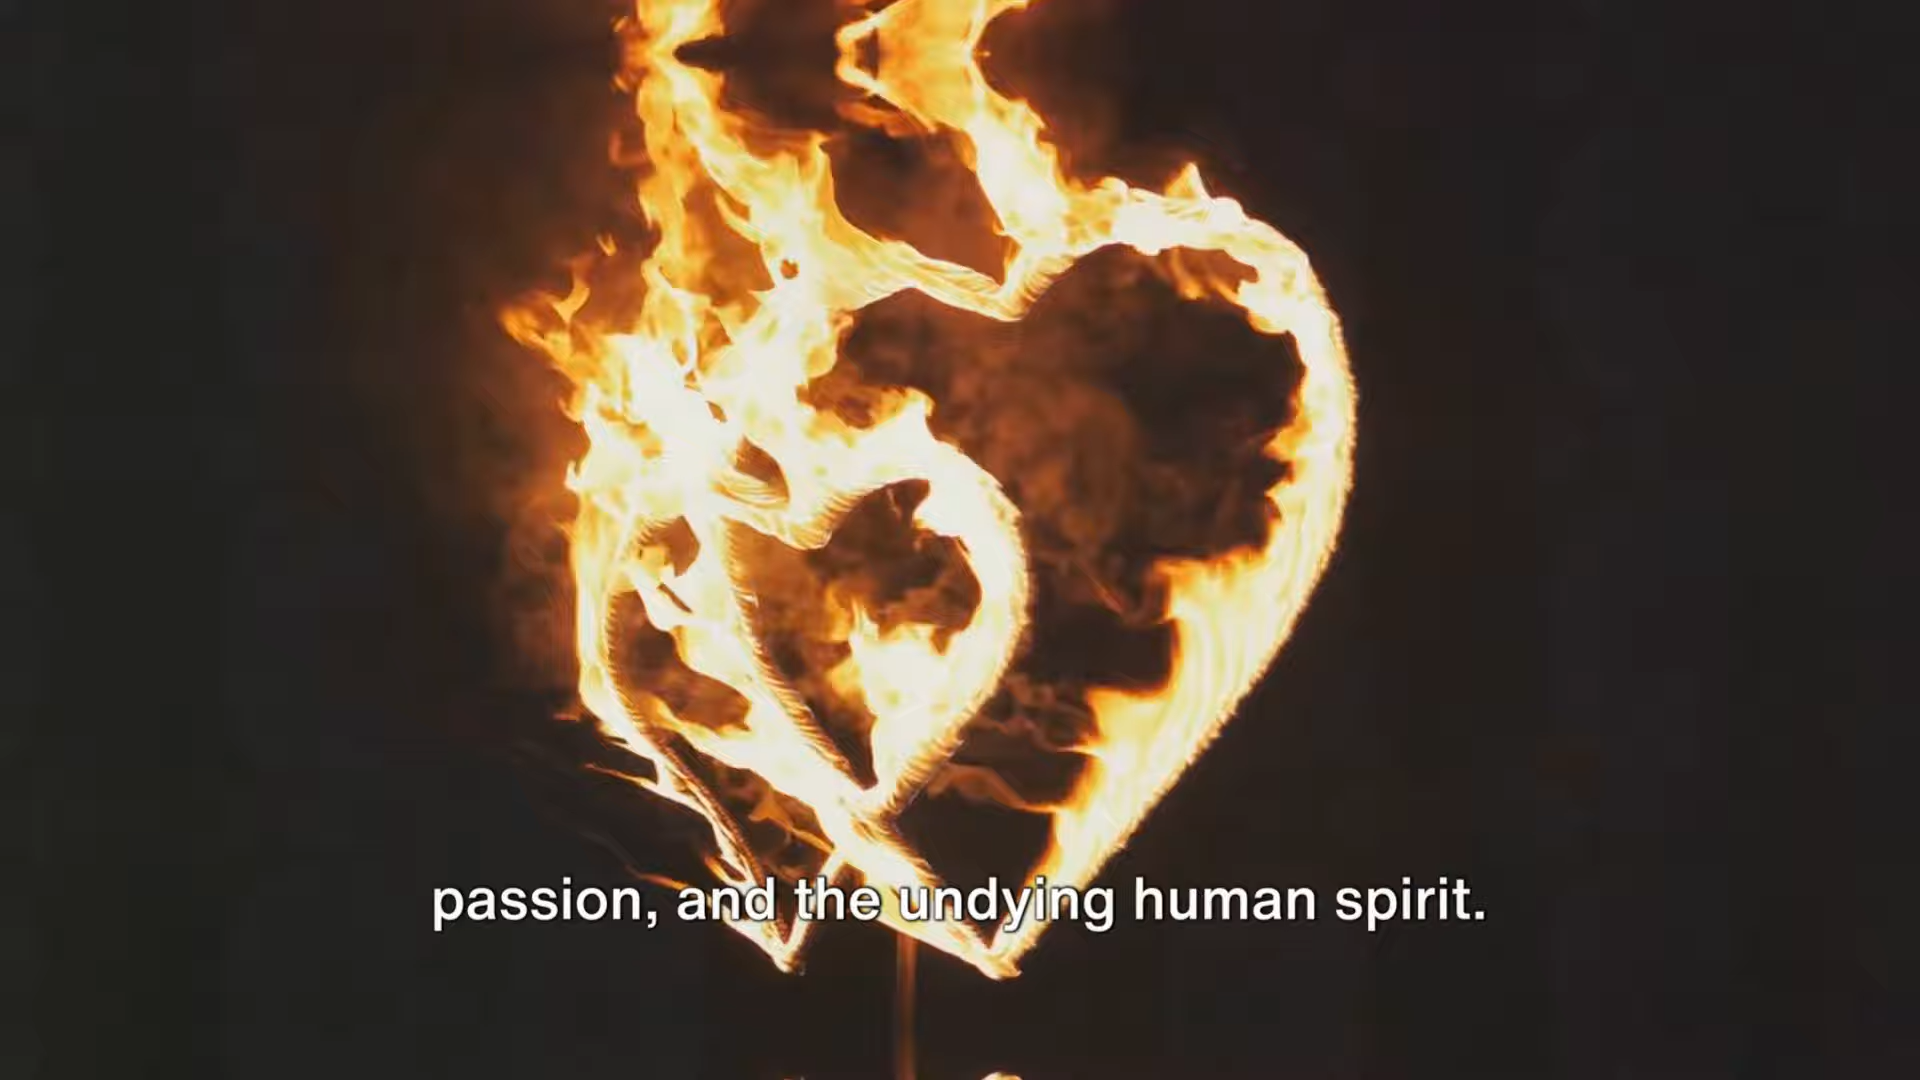 passion, and the undying human spirit.